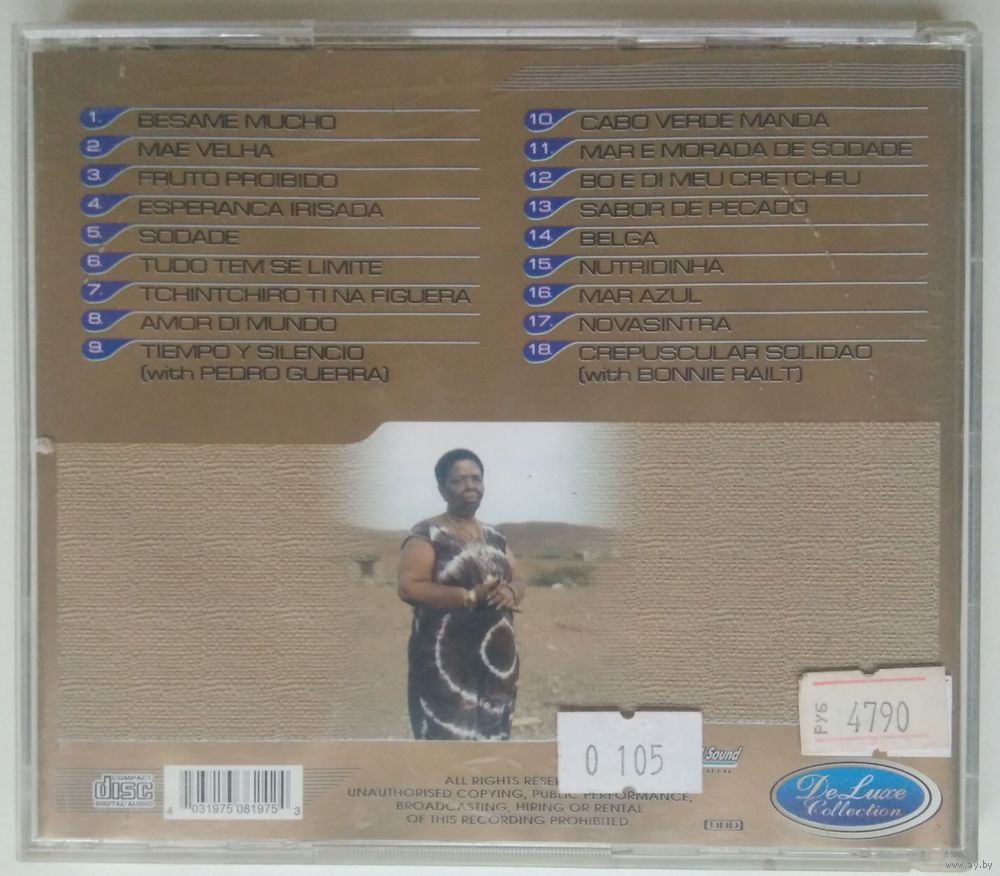 1. BESAME MUCHO
2. MAE VELHA
3. FRUTO PROIBIDO
4. ESPERANCA IRISADA
5. SODADE
6. TUDO TEM SE LIMITE
7. TCHINTCHIRO TI NA FIGUERA
8. AMOR DI MUNDO
9. TIEMPO Y SILENCIO
(with PEDRO GUERRA)
10. CABO VERDE MANDA
11. MAR E MORADA DE SODADE
12. BO E DI MEU CRETCHEU
13. SABOR DE PECADO
14. BELGA
15. NUTRIDINHA
16. MAR AZUL
17. NOVASINTRA
18. CREPUSCULAR SOLIDAO
(with BONNIE RAILT)
РУБ 4790
0 105
Sound
COMPACT
disc
DIGITAL AUDIO
4 031975 081975 3
ALL RIGHTS RESER
UNAUTHORISED COPYING, PUBLIC PERFORMANCE,
BROADCASTING, HIRING OR RENTAL
OF THIS RECORDING PROHIBITED
DeLuxe
Collection
www.ay.by